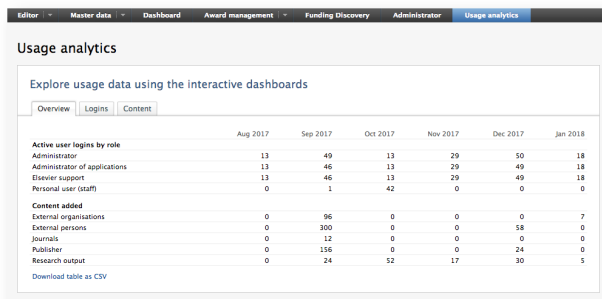 Editor Master data Dashboard Award management Funding Discovery Administrator Usage analytics
Usage analytics
Explore usage data using the interactive dashboards
Overview Logins Content
Aug 2017 Sep 2017 Oct 2017 Nov 2017 Dec 2017 Jan 2018
Active user logins by role
Administrator 13 49 13 29 50 18
Administrator of applications 13 46 13 29 49 18
Elsevier support 13 46 13 29 49 18
Personal user (staff) 0 1 42 0 0 0
Content added
External organisations 0 96 0 0 0 7
External persons 0 300 0 0 58 0
Journals 0 12 0 0 0 0
Publisher 0 156 0 0 24 0
Research output 0 24 52 17 30 5
Download table as CSV